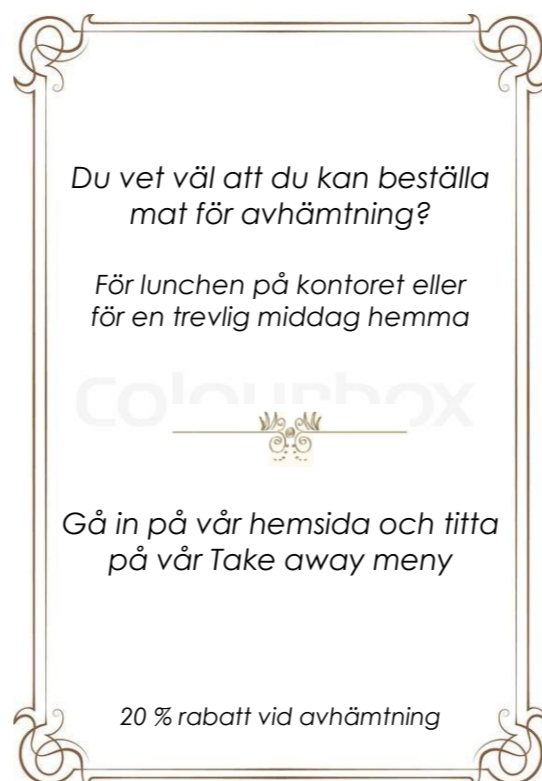 Du vet väl att du kan beställa
mat för avhämtning?
För lunchen på kontoret eller
för en trevlig middag hemma
Colourbox
Gå in på vår hemsida och titta
på vår Take away meny
20 % rabatt vid avhämtning